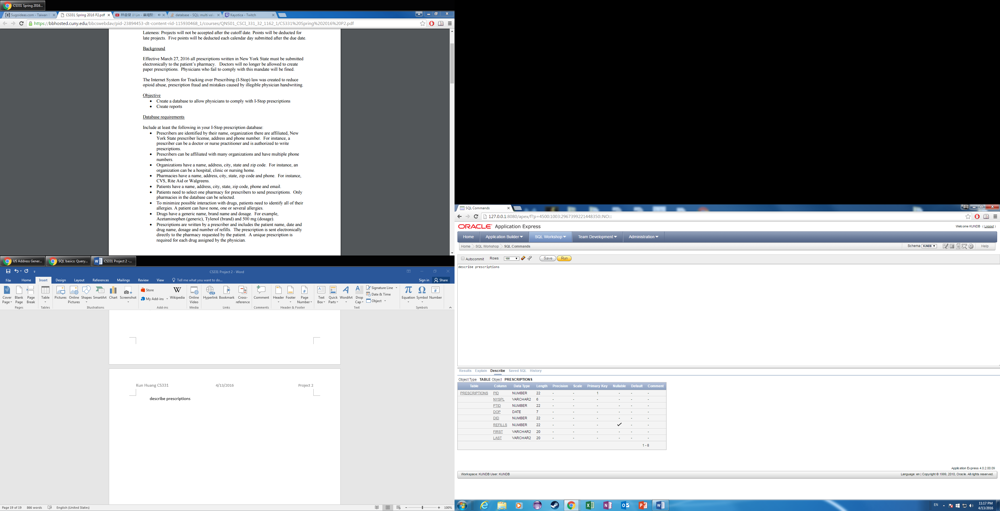 CS331 Spring 2016...
Sugoideas.com - Taiwan
CS331 Spring 2016 P2.pdf
林俊傑 JJ Lin - 黑暗騎
database - SQL: multi val
Kayotica - Twitch
https://bbhosted.cuny.edu/bbcswebdav/pid-23894453-dt-content-rid-115930468_1/courses/QNS01_CSCI_331_32_1162_1/CS331%20Spring%202016%20P2.pdf
Lateness: Projects will not be accepted after the cutoff date. Points will be deducted for
late projects. Five points will be deducted each calendar day submitted after the due date.
Background
Effective March 27, 2016 all prescriptions written in New York State must be submitted
electronically to the patient's pharmacy. Doctors will no longer be allowed to create
paper prescriptions. Physicians who fail to comply with this mandate will be fined.
The Internet System for Tracking over Prescribing (I-Stop) law was created to reduce
opioid abuse, prescription fraud and mistakes caused by illegible physician handwriting.
Objective
• Create a database to allow physicians to comply with I-Stop prescriptions
• Create reports
Database requirements
Include at least the following in your I-Stop prescription database:
• Prescribers are identified by their name, organization there are affiliated, New
York State prescriber license, address and phone number. For instance, a
prescriber can be a doctor or nurse practitioner and is authorized to write
prescriptions.
• Prescribers can be affiliated with many organizations and have multiple phone
numbers.
• Organizations have a name, address, city, state and zip code. For instance, an
organization can be a hospital, clinic or nursing home.
• Pharmacies have a name, address, city, state, zip code and phone. For instance,
CVS, Rite Aid or Walgreens.
• Patients have a name, address, city, state, zip code, phone and email.
• Patients need to select one pharmacy for prescribers to send prescriptions. Only
pharmacies in the database can be selected.
• To minimize possible interaction with drugs, patients need to identify all of their
allergies. A patient can have none, one or several allergies.
• Drugs have a generic name, brand name and dosage. For example,
Acetaminophen (generic), Tylenol (brand) and 500 mg (dosage).
• Prescriptions are written by a prescriber and includes the patient name, date and
drug name, dosage and number of refills. The prescription is sent electronically
directly to the pharmacy requested by the patient. A unique prescription is
required for each drug assigned by the physician.
US Address Gener...
SQL basics: Query...
CS331 Project 2 -...
CS331 Project 2 - Word
File Home Insert Design Layout References Mailings Review View Tell me what you want to do... Sign in Share
Cover Page
Blank Page
Page Break
Table
Pictures
Online Pictures
Shapes
SmartArt
Chart
Screenshot
Store
My Add-ins
Wikipedia
Online Video
Hyperlink
Bookmark
Cross-reference
Comment
Header
Footer
Page Number
Text Box
Quick Parts
WordArt
Drop Cap
Signature Line
Date & Time
Object
Equation
Symbol
Number
Pages Tables Illustrations Add-ins Media Links Comments Header & Footer Text Symbols
Kun Huang CS331 4/13/2016 Project 2
describe prescriptions
Page 19 of 19 866 words English (United States) 100%
SQL Commands
127.0.0.1:8080/apex/f?p=4500:1003:2967399221448350::NO:::
ORACLE Application Express
Welcome KUNDB ( Logout )
Home Application Builder SQL Workshop Team Development Administration
Home SQL Workshop SQL Commands
Schema KUNDB Help
Autocommit Rows 100 Save Run
describe prescriptions
Results Explain Describe Saved SQL History
Object Type TABLE Object PRESCRIPTIONS
Table Column Data Type Length Precision Scale Primary Key Nullable Default Comment
PRESCRIPTIONS PID NUMBER 22 - - 1 - - -
NYSPL VARCHAR2 6 - - - - - -
PTID NUMBER 22 - - - - - -
DOP DATE 7 - - - - - -
DID NUMBER 22 - - - - - -
REFILLS NUMBER 22 - - - ✓ - -
FIRST VARCHAR2 20 - - - - - -
LAST VARCHAR2 20 - - - - - -
1 - 8
Application Express 4.0.2.00.09
Workspace: KUNDB User: KUNDB
Language: en | Copyright © 1999, 2010, Oracle. All rights reserved.
EN
11:17 PM
4/13/2016